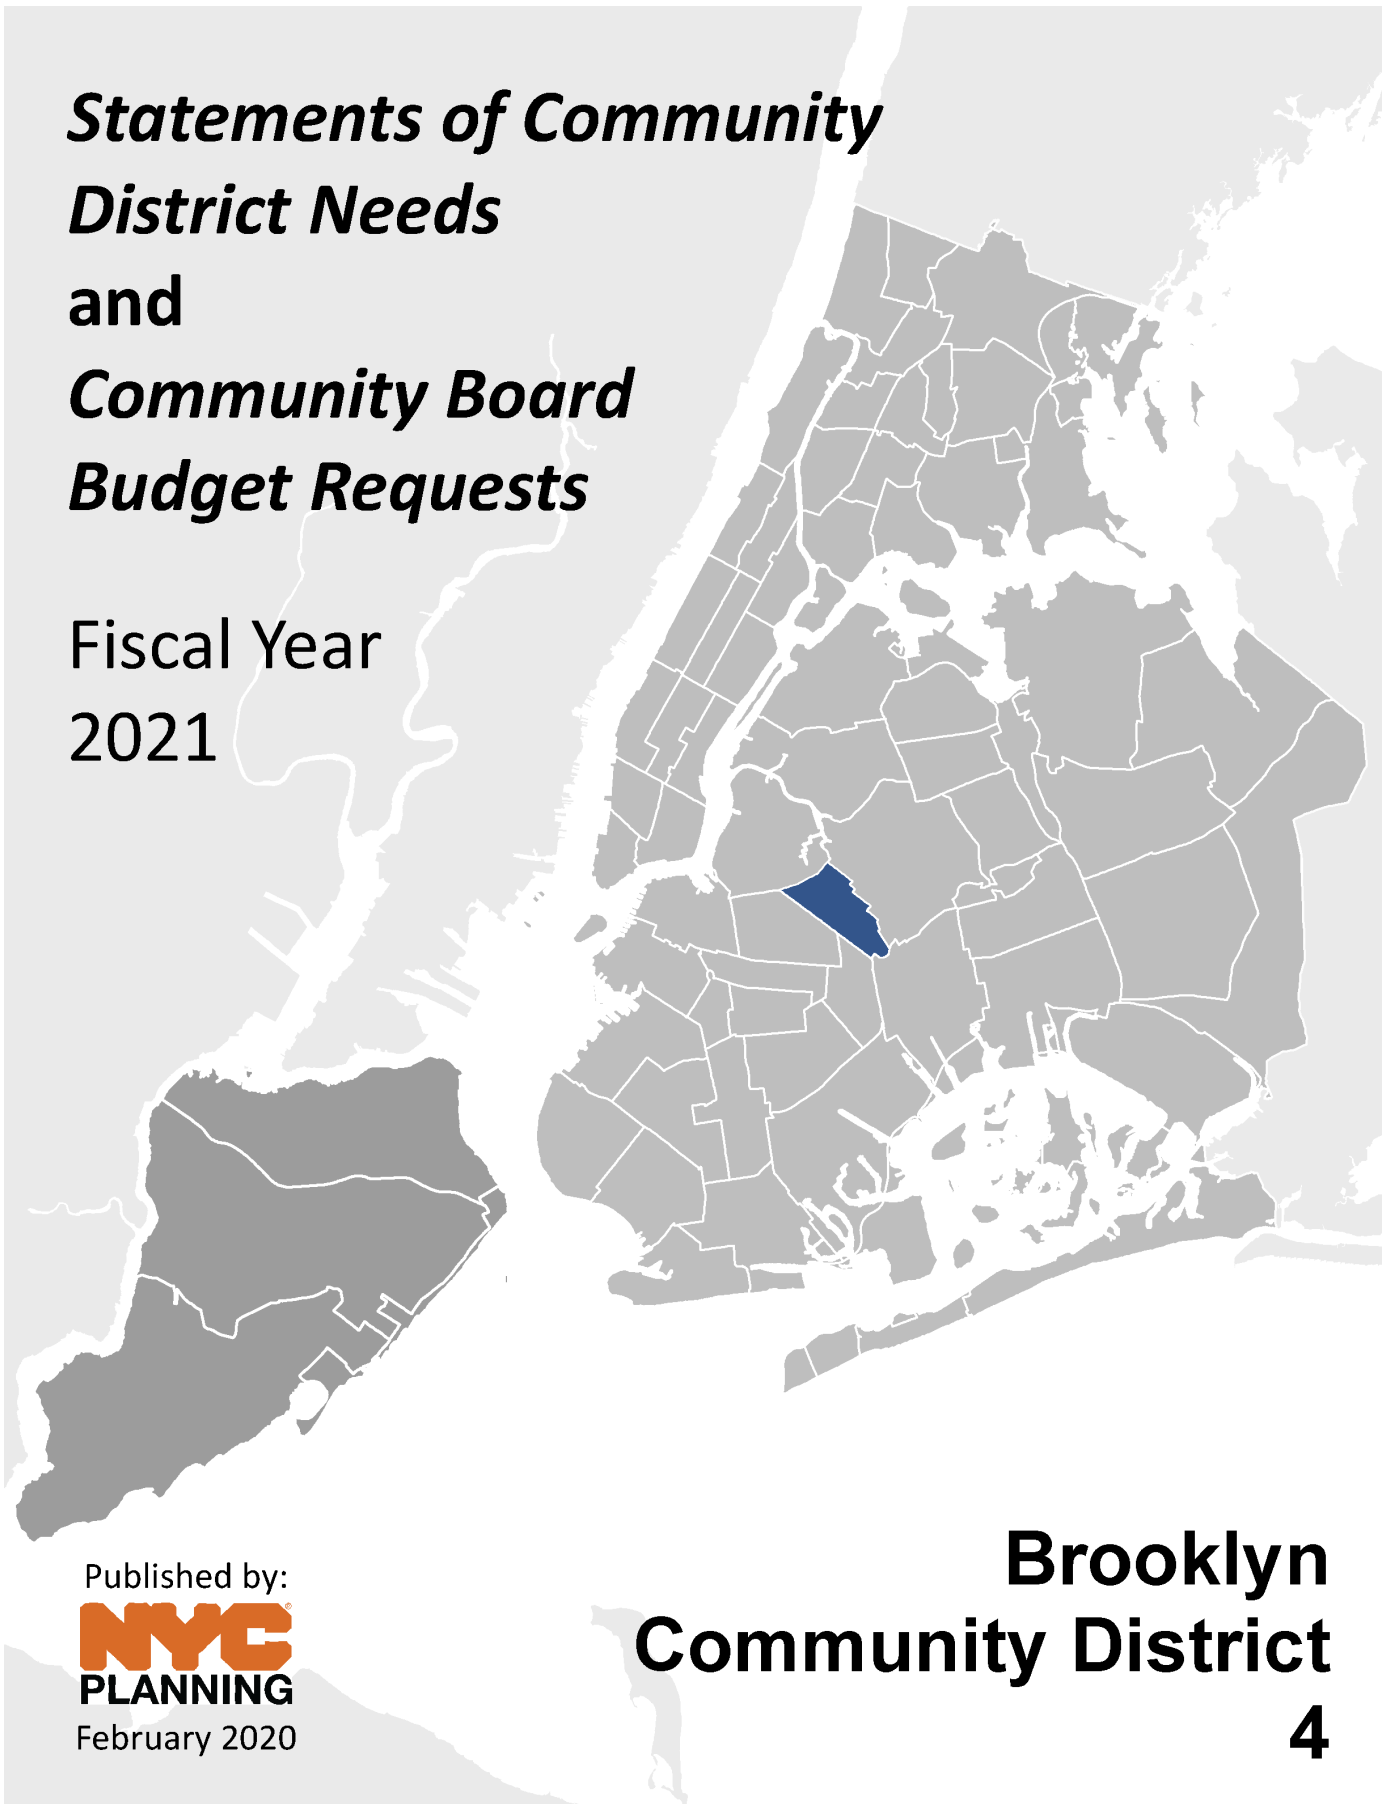 Statements of Community
District Needs
and
Community Board
Budget Requests
Fiscal Year
2021
Published by:
NYC®
PLANNING
February 2020
Brooklyn
Community District
4